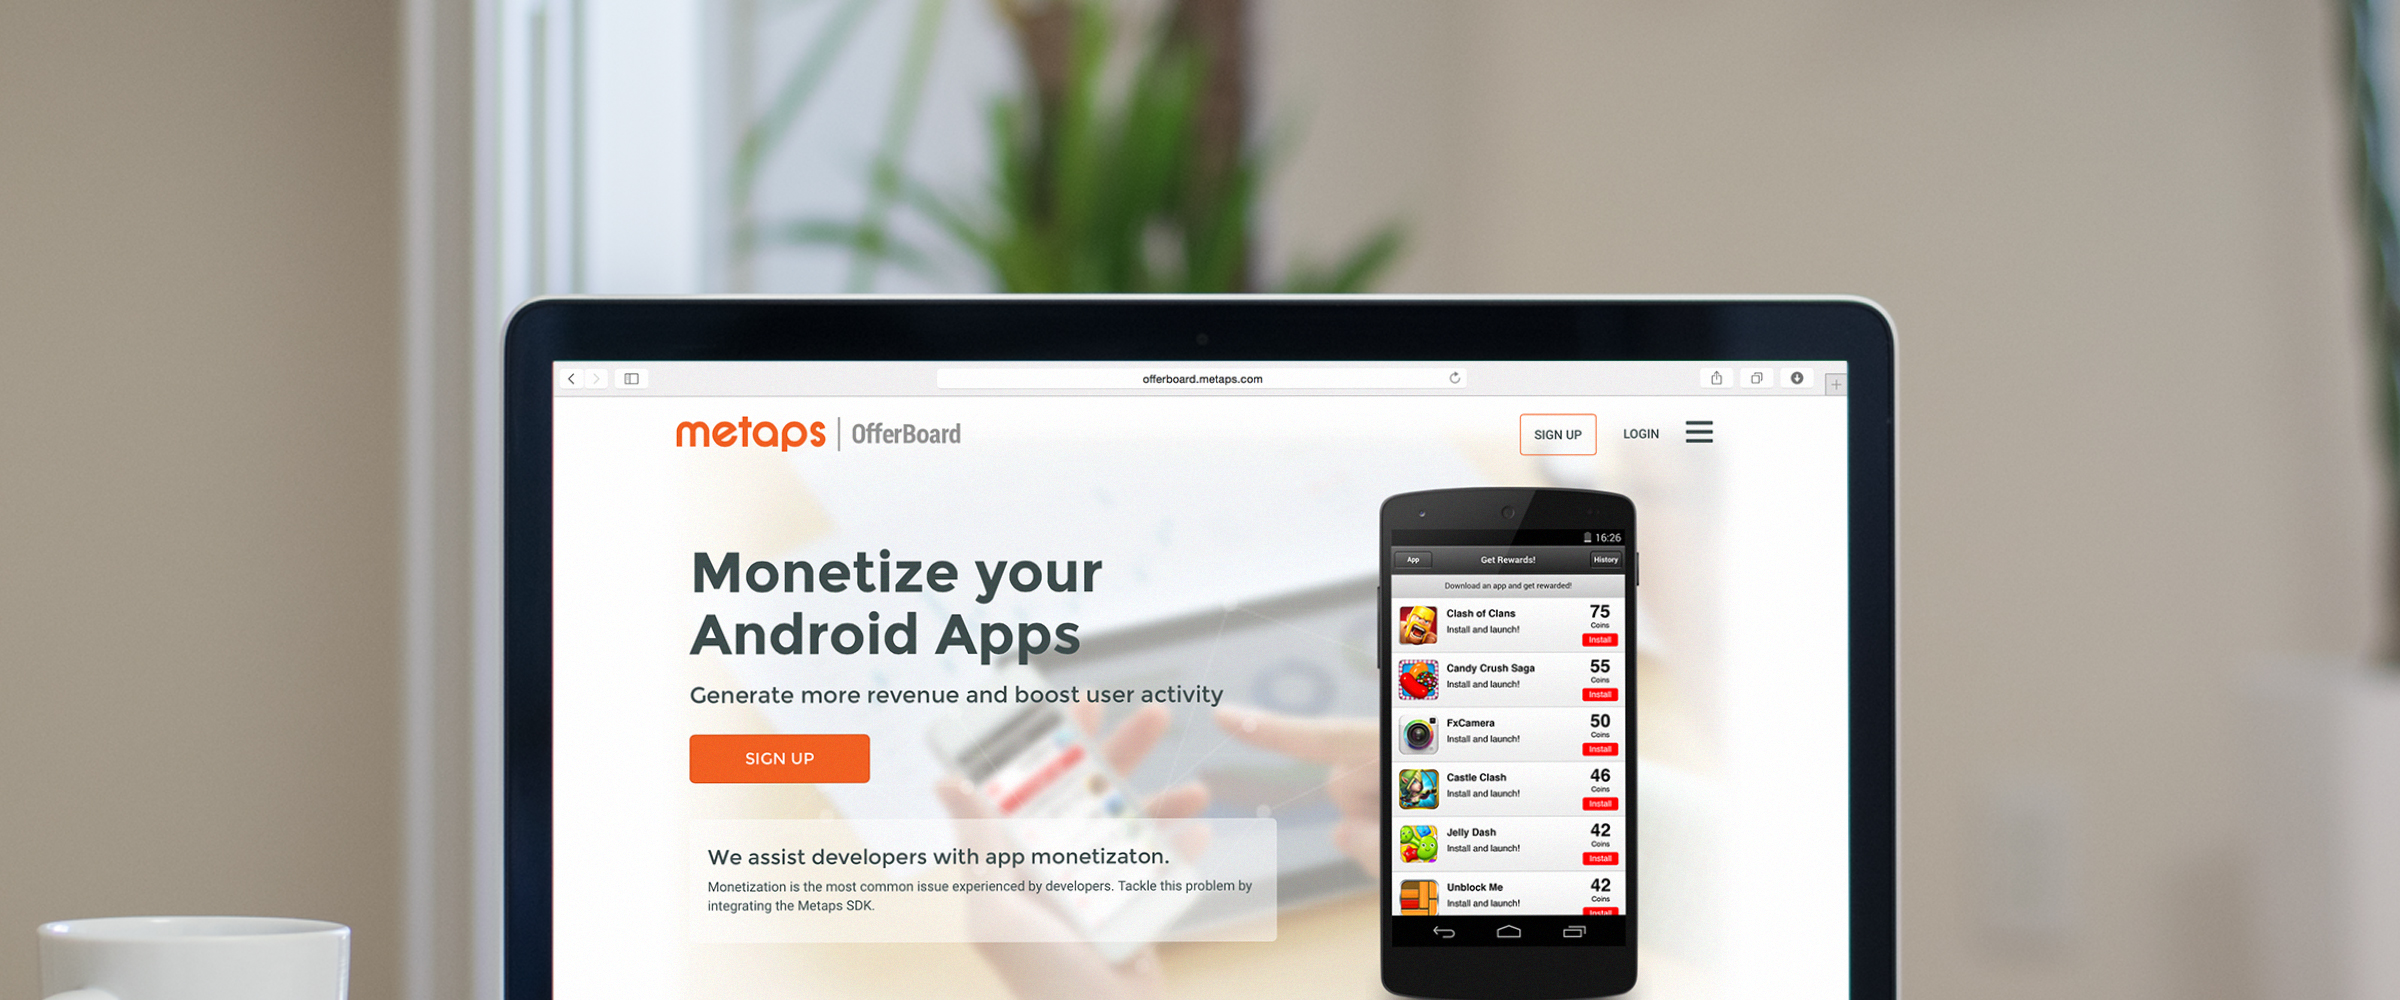 offerboard.metaps.com
metaps | OfferBoard
SIGN UP
LOGIN
Monetize your
Android Apps
Generate more revenue and boost user activity
SIGN UP
We assist developers with app monetizaton.
Monetization is the most common issue experienced by developers. Tackle this problem by
integrating the Metaps SDK.
16:26
App
Get Rewards!
History
Download an app and get rewarded!
Clash of Clans
Install and launch!
75
Coins
Install
Candy Crush Saga
Install and launch!
55
Coins
Install
FxCamera
Install and launch!
50
Coins
Install
Castle Clash
Install and launch!
46
Coins
Install
Jelly Dash
Install and launch!
42
Coins
Install
Unblock Me
Install and launch!
42
Coins
Install